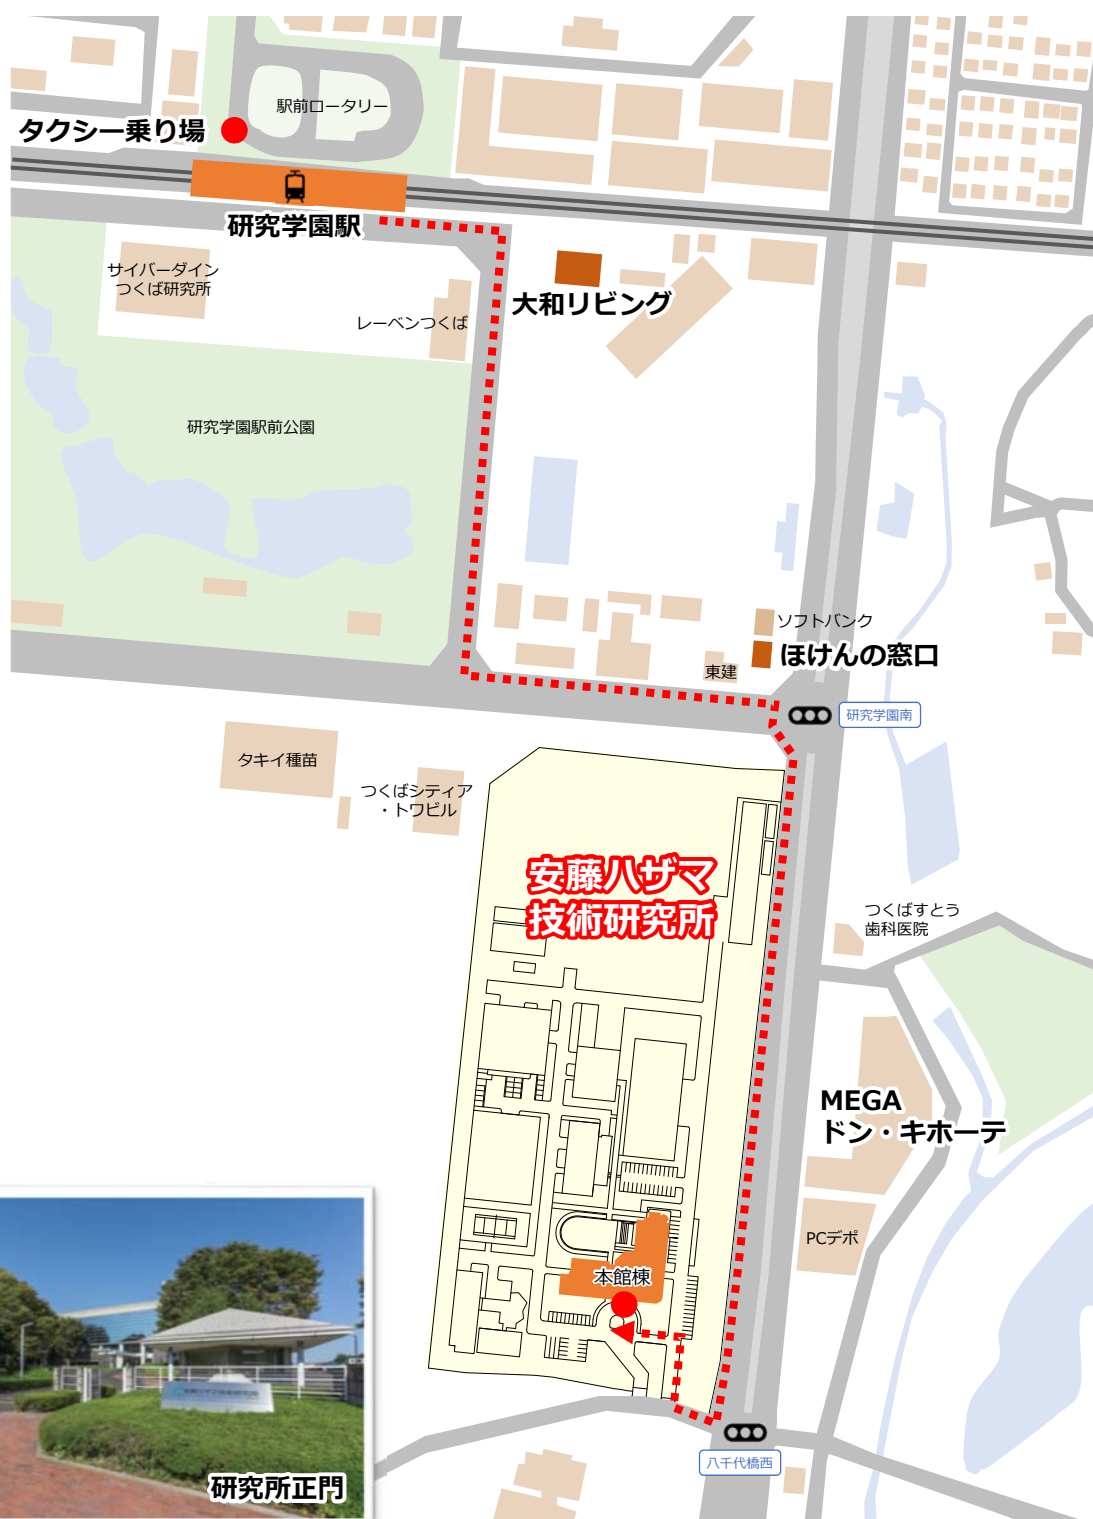 駅前ロータリー
タクシー乗り場
研究学園駅
サイバーダイン
つくば研究所
大和リビング
レーベンつくば
研究学園駅前公園
ソフトバンク
ほけんの窓口
東建
研究学園南
タキイ種苗
つくばシティア
・トワビル
安藤ハザマ
技術研究所
つくばすとう
歯科医院
MEGA
ドン・キホーテ
PCデポ
本館棟
八千代橋西
研究所正門